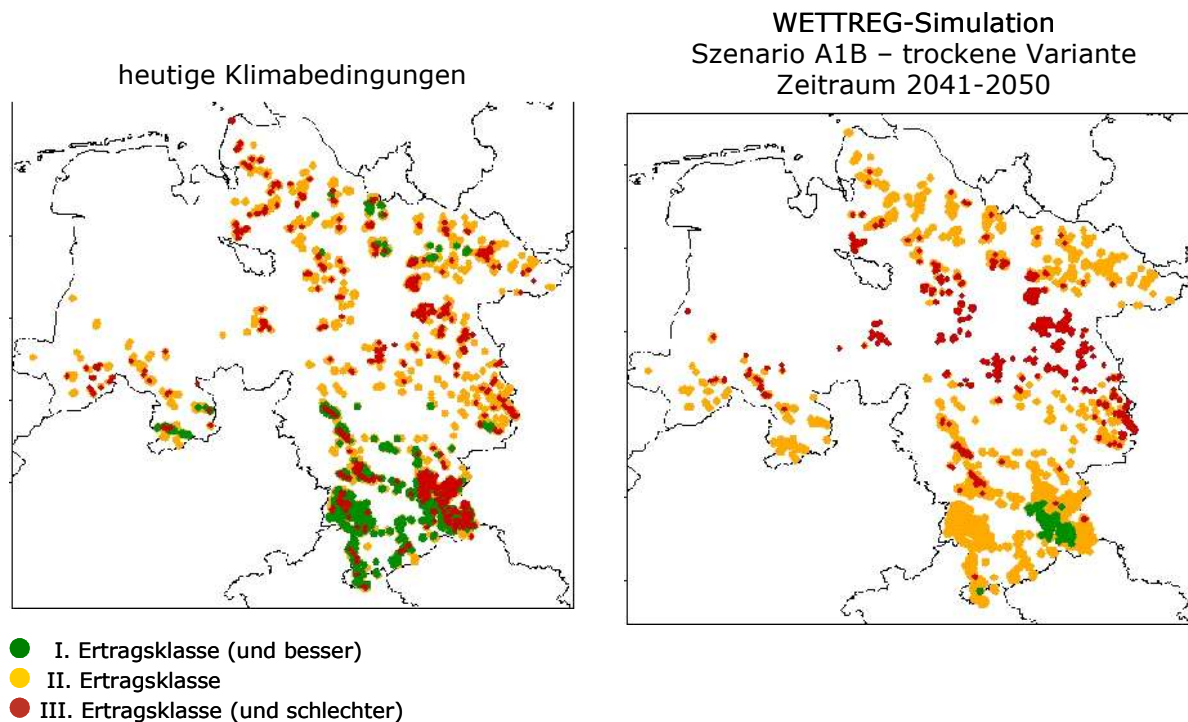 heutige Klimabedingungen
WETTREG-Simulation
Szenario A1B – trockene Variante
Zeitraum 2041-2050
I. Ertragsklasse (und besser)
II. Ertragsklasse
III. Ertragsklasse (und schlechter)